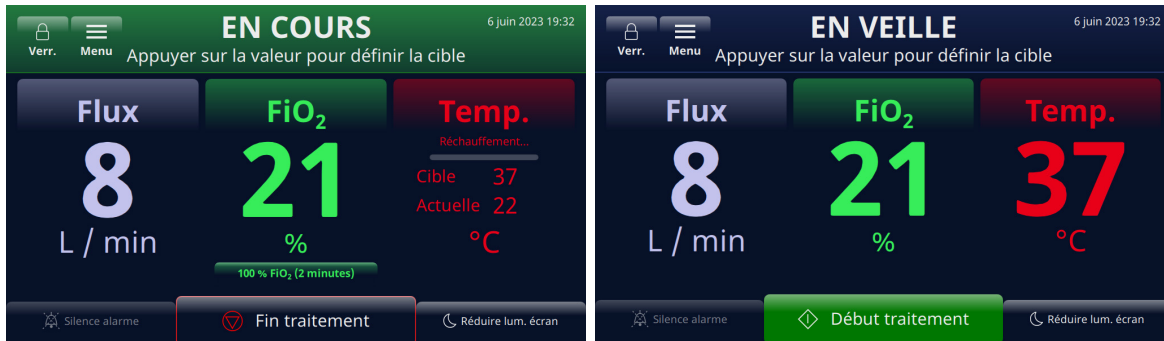 EN COURS
6 juin 2023 19:32
Verr.
Menu
Appuyer sur la valeur pour définir la cible
Flux
FiO₂
Temp.
Réchauffement...
8
21
Cible 37
Actuelle 22
L / min
%
°C
100 % FiO₂ (2 minutes)
Silence alarme
Fin traitement
Réduire lum. écran
EN VEILLE
6 juin 2023 19:32
Verr.
Menu
Appuyer sur la valeur pour définir la cible
Flux
FiO₂
Temp.
8
21
37
L / min
%
°C
Silence alarme
Début traitement
Réduire lum. écran